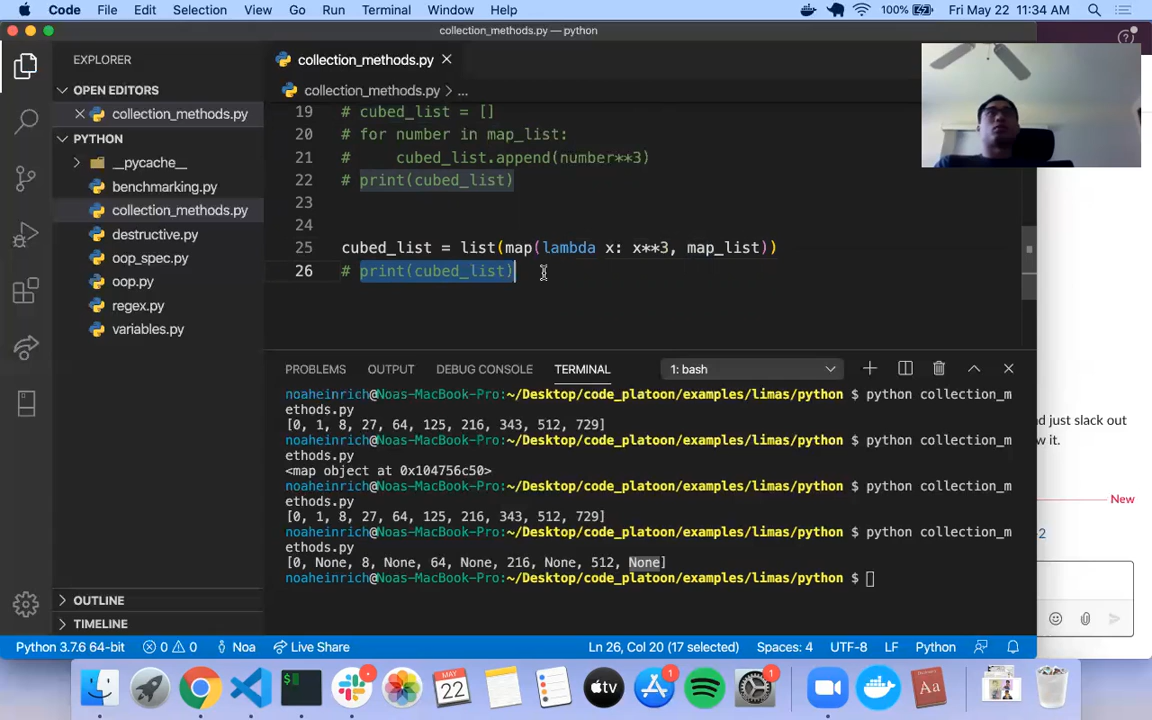 Code File Edit Selection View Go Run Terminal Window Help 100% Fri May 22 11:34 AM
collection_methods.py — python
EXPLORER
OPEN EDITORS
collection_methods.py
PYTHON
__pycache__
benchmarking.py
collection_methods.py
destructive.py
oop_spec.py
oop.py
regex.py
variables.py
OUTLINE
TIMELINE
collection_methods.py
collection_methods.py > ...
19 # cubed_list = []
20 # for number in map_list:
21 #     cubed_list.append(number**3)
22 # print(cubed_list)
23
24
25 cubed_list = list(map(lambda x: x**3, map_list))
26 # print(cubed_list)
PROBLEMS OUTPUT DEBUG CONSOLE TERMINAL 1: bash
noaheinrich@Noas-MacBook-Pro:~/Desktop/code_platoon/examples/limas/python $ python collection_m
ethods.py
[0, 1, 8, 27, 64, 125, 216, 343, 512, 729]
noaheinrich@Noas-MacBook-Pro:~/Desktop/code_platoon/examples/limas/python $ python collection_m
ethods.py
<map object at 0x104756c50>
noaheinrich@Noas-MacBook-Pro:~/Desktop/code_platoon/examples/limas/python $ python collection_m
ethods.py
[0, 1, 8, 27, 64, 125, 216, 343, 512, 729]
noaheinrich@Noas-MacBook-Pro:~/Desktop/code_platoon/examples/limas/python $ python collection_m
ethods.py
[0, None, 8, None, 64, None, 216, None, 512, None]
noaheinrich@Noas-MacBook-Pro:~/Desktop/code_platoon/examples/limas/python $
nd just slack out
w it.
New
2
Python 3.7.6 64-bit 0 0 Noa Live Share Ln 26, Col 20 (17 selected) Spaces: 4 UTF-8 LF Python
MAY
22
tv
1
Aa
1